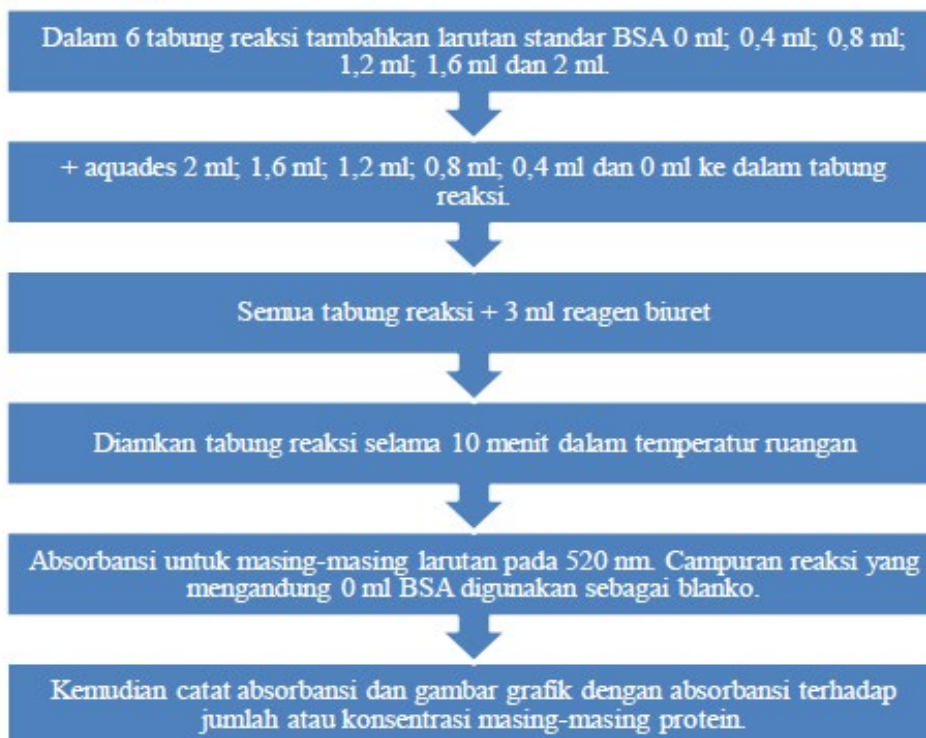 Dalam 6 tabung reaksi tambahkan larutan standar BSA 0 ml; 0,4 ml; 0,8 ml;
1,2 ml; 1,6 ml dan 2 ml.
+ aquades 2 ml; 1,6 ml; 1,2 ml; 0,8 ml; 0,4 ml dan 0 ml ke dalam tabung
reaksi.
Semua tabung reaksi + 3 ml reagen biuret
Diamkan tabung reaksi selama 10 menit dalam temperatur ruangan
Absorbansi untuk masing-masing larutan pada 520 nm. Campuran reaksi yang
mengandung 0 ml BSA digunakan sebagai blanko.
Kemudian catat absorbansi dan gambar grafik dengan absorbansi terhadap
jumlah atau konsentrasi masing-masing protein.